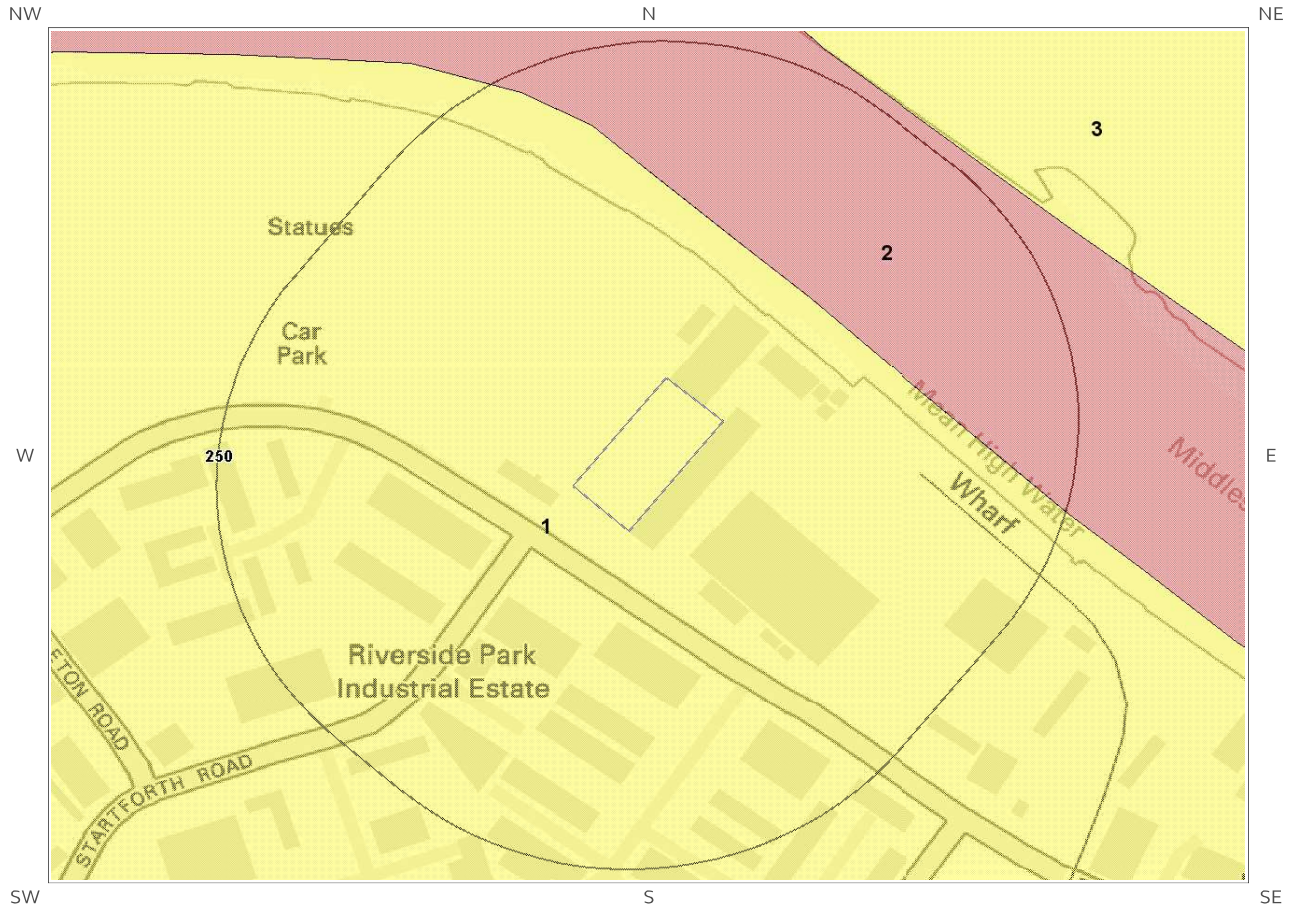 NW
N
NE
3
Statues
2
Car
Park
Mean High Water
Middles
W
250
E
Wharf
1
Riverside Park
Industrial Estate
ETON ROAD
STARTFORTH ROAD
SW
S
SE